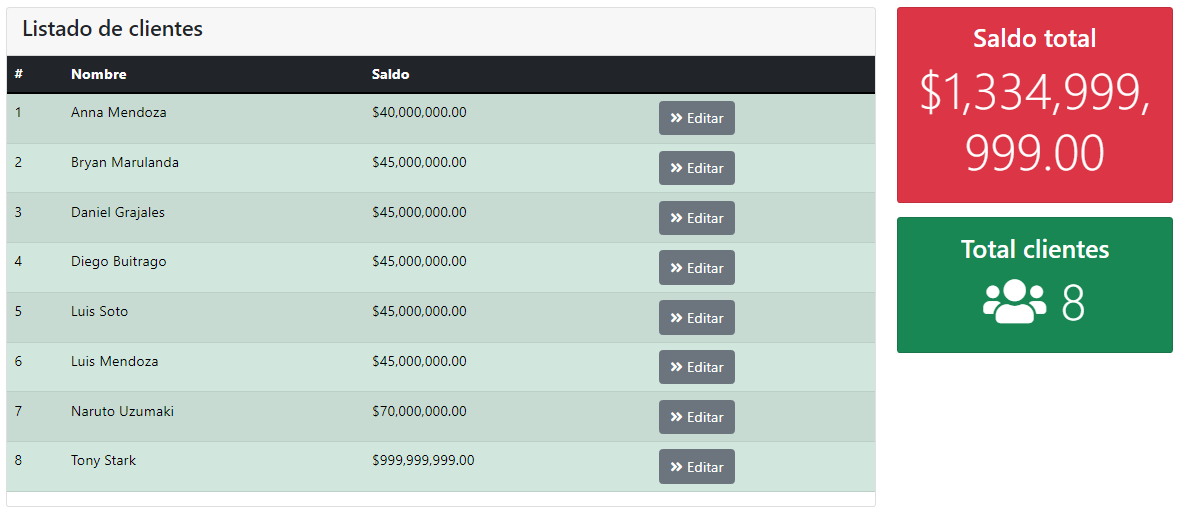 Listado de clientes
# Nombre Saldo
1 Anna Mendoza $40,000,000.00 Editar
2 Bryan Marulanda $45,000,000.00 Editar
3 Daniel Grajales $45,000,000.00 Editar
4 Diego Buitrago $45,000,000.00 Editar
5 Luis Soto $45,000,000.00 Editar
6 Luis Mendoza $45,000,000.00 Editar
7 Naruto Uzumaki $70,000,000.00 Editar
8 Tony Stark $999,999,999.00 Editar
Saldo total
$1,334,999,
999.00
Total clientes
8